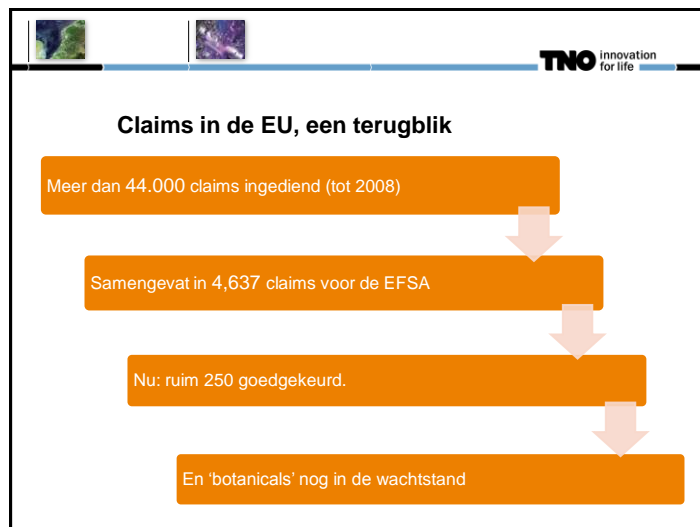 TNO innovation
for life
Claims in de EU, een terugblik
Meer dan 44.000 claims ingediend (tot 2008)
Samengevat in 4,637 claims voor de EFSA
Nu: ruim 250 goedgekeurd.
En ‘botanicals’ nog in de wachtstand